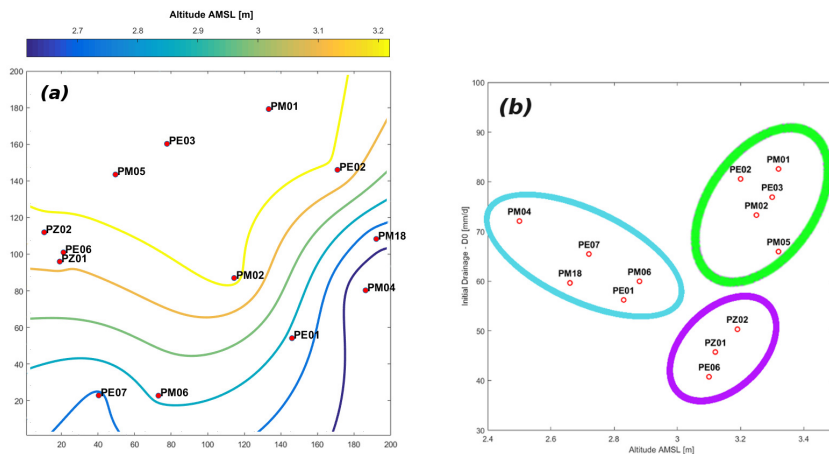 Altitude AMSL [m]
2.7 2.8 2.9 3 3.1 3.2
(a)
200
180
160
140
120
100
80
60
40
20
20 40 60 80 100 120 140 160 180 200
PM01
PE03
PM05
PE02
PZ02
PE06
PZ01
PM18
PM02
PM04
PE01
PE07
PM06
(b)
Initial Drainage - D0 [mm/d]
100
90
80
70
60
50
40
30
2.4 2.6 2.8 3 3.2 3.4
Altitude AMSL [m]
PE02
PM01
PE03
PM02
PM04
PM05
PE07
PM18
PM06
PE01
PZ02
PZ01
PE06